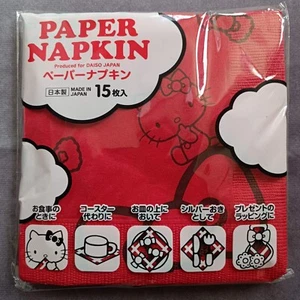 PAPER
NAPKIN
Produced for DAISO JAPAN
ペーパーナプキン
日本製 MADE IN JAPAN 15枚入
お食事の
ときに
コースター
代わりに
お皿の上に
おいて
シルバーおき
として
プレゼントの
ラッピングに